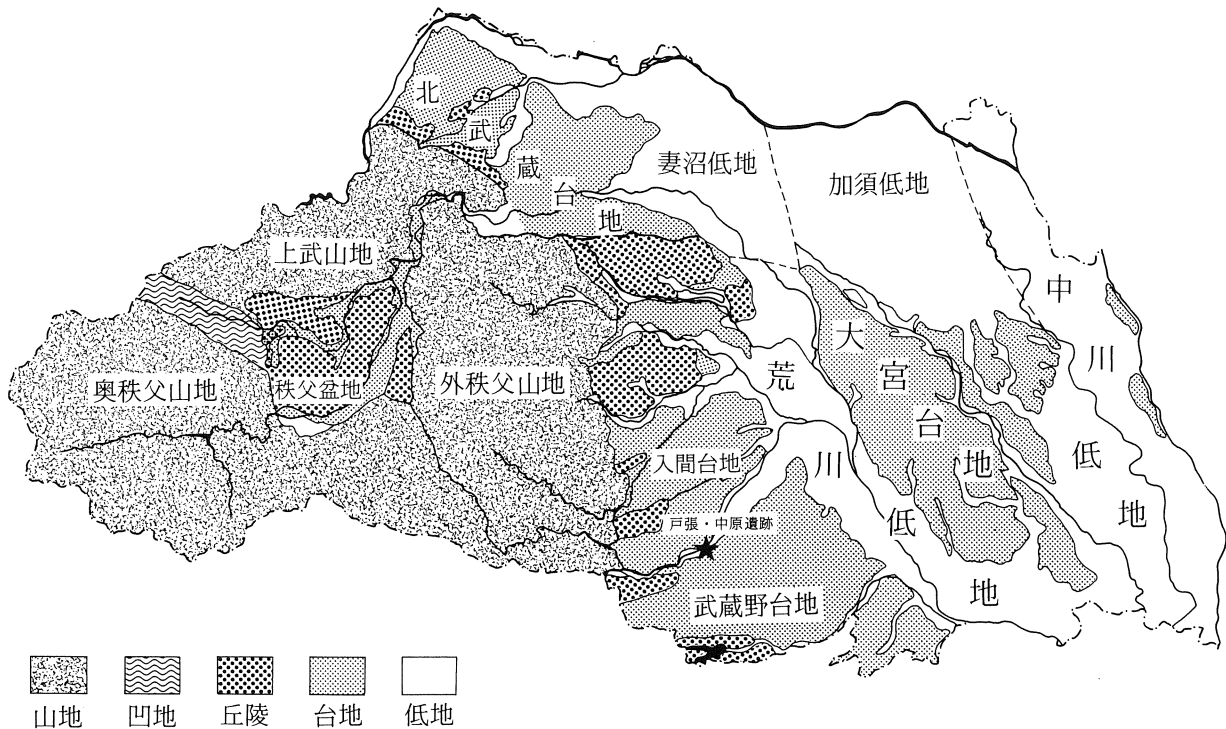 北武蔵台地
妻沼低地
加須低地
上武山地
中川低地
大宮台地
荒川低地
奥秩父山地
秩父盆地
外秩父山地
入間台地
戸張・中原遺跡
武蔵野台地
山地
凹地
丘陵
台地
低地